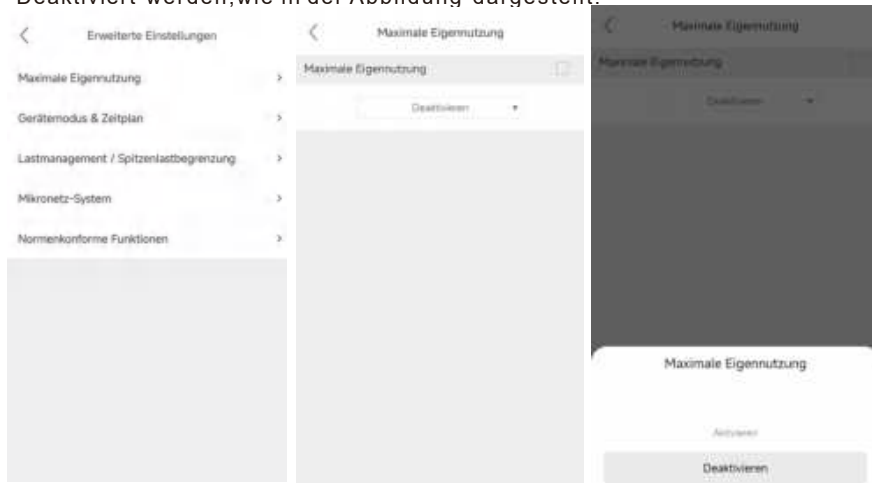 Deaktiviert werden,wie in der Abbildung dargestellt:
Erweiterte Einstellungen
Maximale Eigennutzung
Gerätemodus & Zeitplan
Lastmanagement / Spitzenlastbegrenzung
Mikronetz-System
Normenkonforme Funktionen
Maximale Eigennutzung
Maximale Eigennutzung
Deaktivieren
Maximale Eigennutzung
Maximale Eigennutzung
Deaktivieren
Maximale Eigennutzung
Aktivieren
Deaktivieren